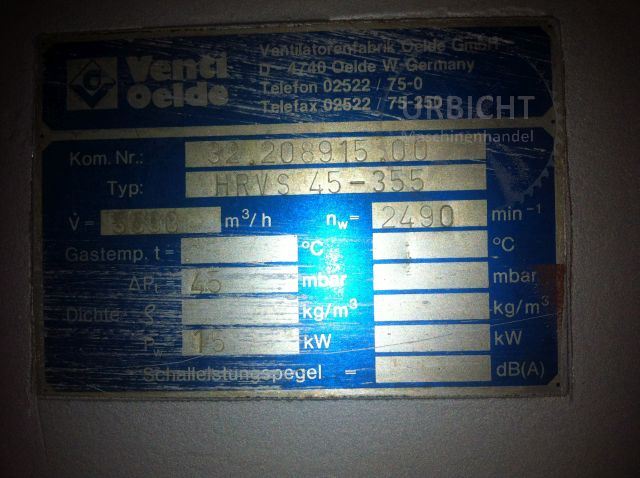 Venti
Oelde
Ventilatorenfabrik Oelde GmbH
D - 4740 Oelde W-Germany
Telefon 02522 / 75-0
Telefax 02522 / 75 250
URBICHT
Maschinenhandel
Kom. Nr.: 32.208915.00
Typ: HRVS 45-355
V̇ = m³/h nw = 2490 min⁻¹
Gastemp. t = °C °C
ΔPt 45 mbar mbar
Dichte ϱ kg/m³ kg/m³
Pw 15 kW kW
Schalleistungspegel = dB(A)